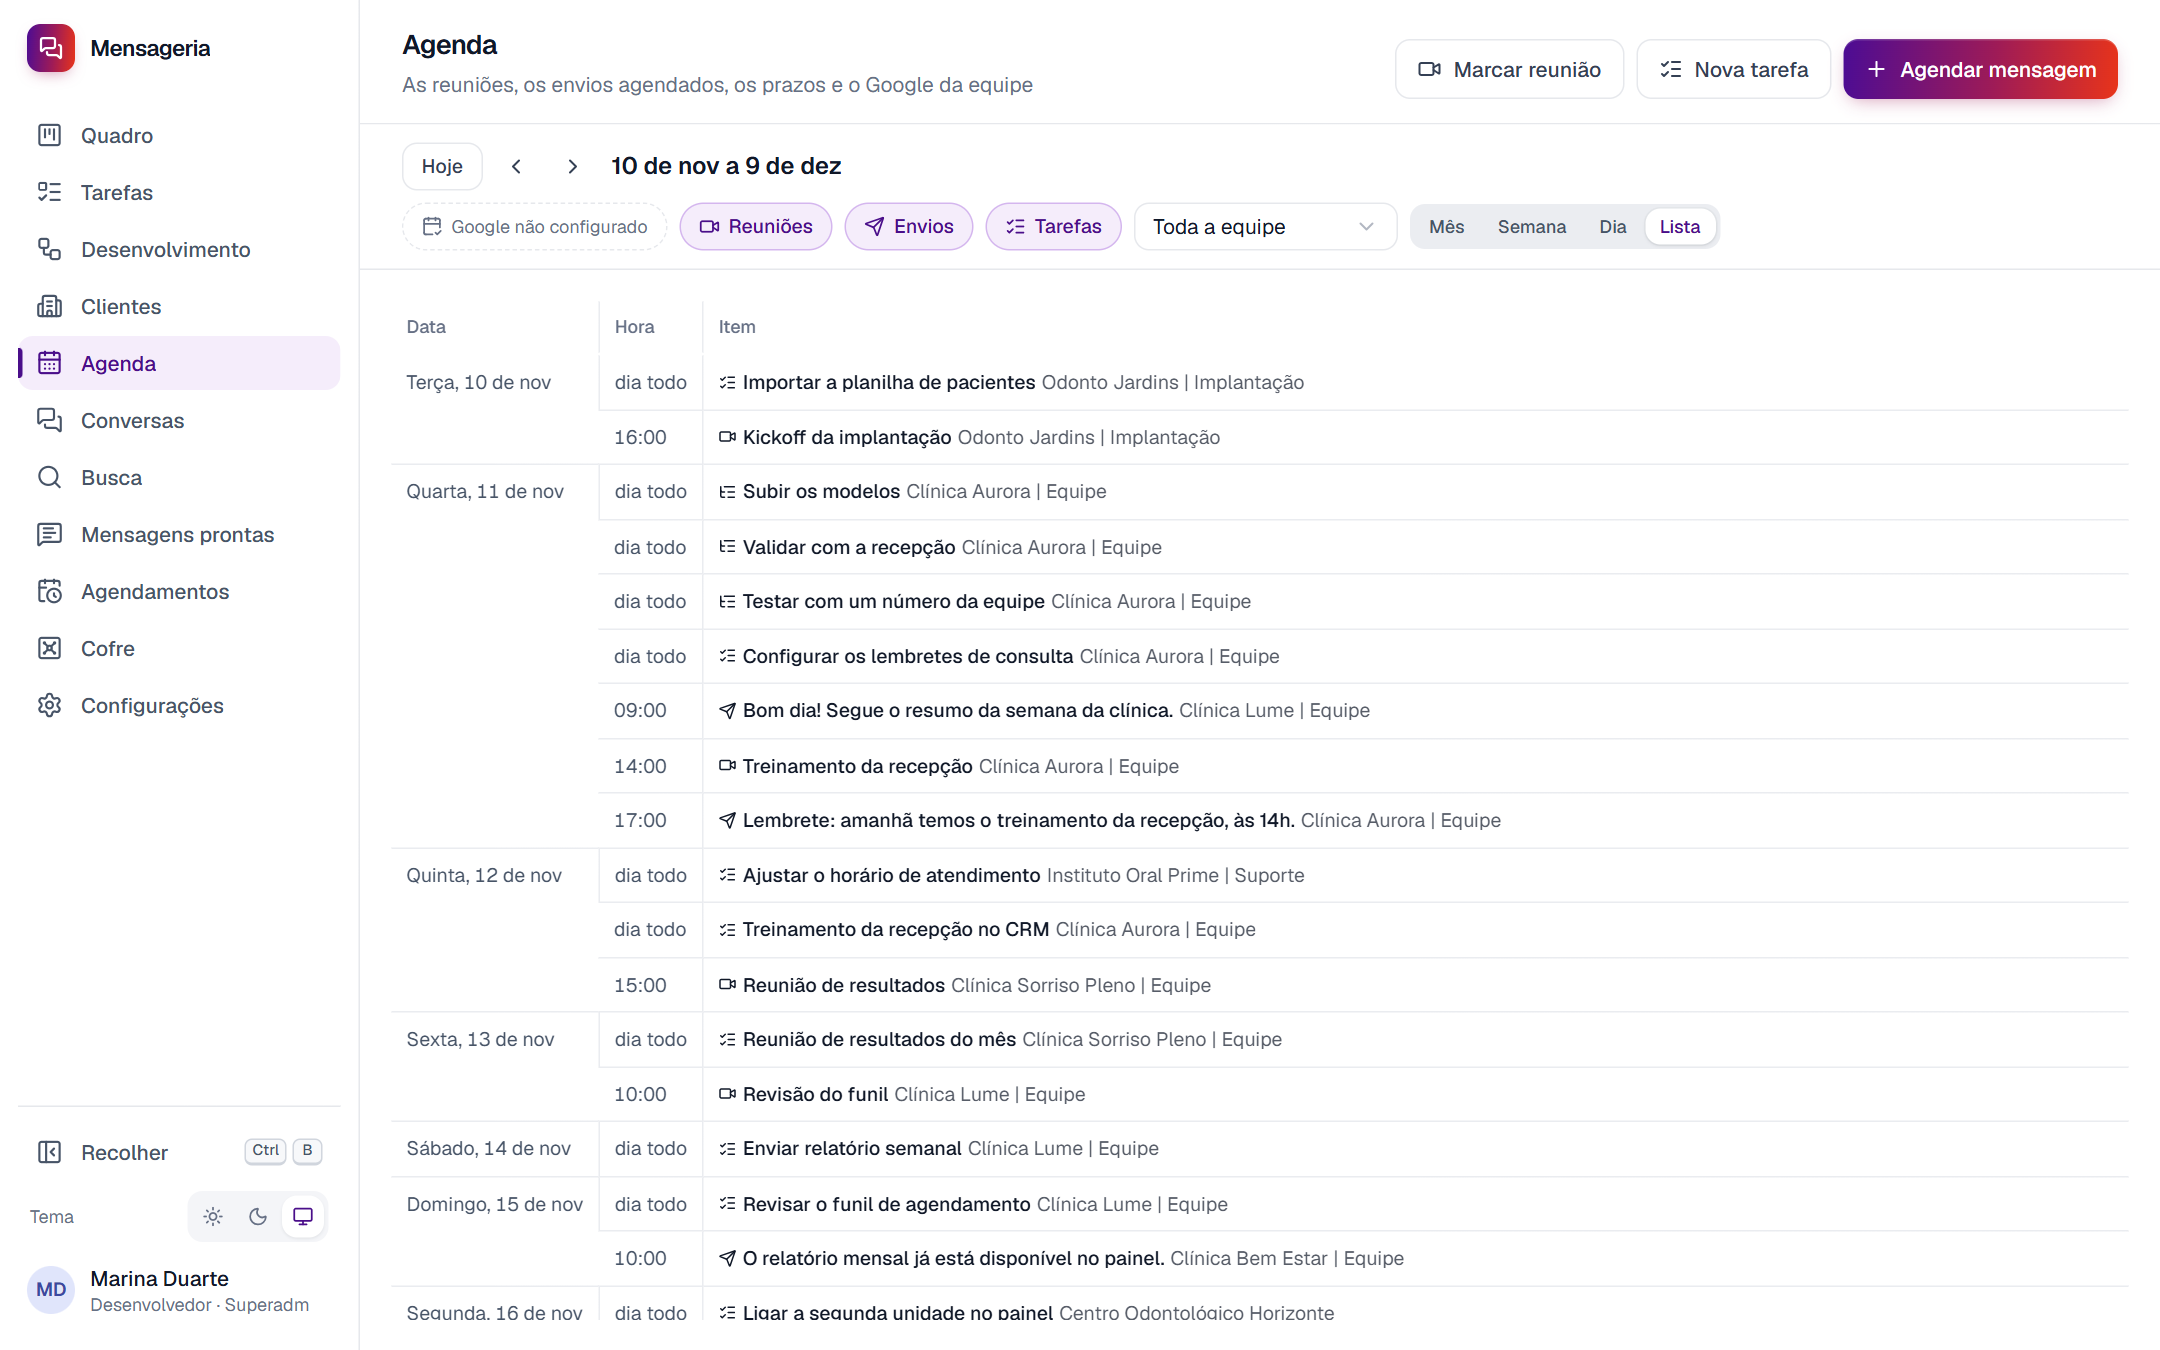 Mensageria
Quadro
Tarefas
Desenvolvimento
Clientes
Agenda
Conversas
Busca
Mensagens prontas
Agendamentos
Cofre
Configurações
Recolher Ctrl B
Tema
MD
Marina Duarte
Desenvolvedor · Superadm
Agenda
As reuniões, os envios agendados, os prazos e o Google da equipe
Marcar reunião
Nova tarefa
Agendar mensagem
Hoje
10 de nov a 9 de dez
Google não configurado
Reuniões
Envios
Tarefas
Toda a equipe
Mês Semana Dia Lista
Data Hora Item
Terça, 10 de nov dia todo Importar a planilha de pacientes Odonto Jardins | Implantação
16:00 Kickoff da implantação Odonto Jardins | Implantação
Quarta, 11 de nov dia todo Subir os modelos Clínica Aurora | Equipe
dia todo Validar com a recepção Clínica Aurora | Equipe
dia todo Testar com um número da equipe Clínica Aurora | Equipe
dia todo Configurar os lembretes de consulta Clínica Aurora | Equipe
09:00 Bom dia! Segue o resumo da semana da clínica. Clínica Lume | Equipe
14:00 Treinamento da recepção Clínica Aurora | Equipe
17:00 Lembrete: amanhã temos o treinamento da recepção, às 14h. Clínica Aurora | Equipe
Quinta, 12 de nov dia todo Ajustar o horário de atendimento Instituto Oral Prime | Suporte
dia todo Treinamento da recepção no CRM Clínica Aurora | Equipe
15:00 Reunião de resultados Clínica Sorriso Pleno | Equipe
Sexta, 13 de nov dia todo Reunião de resultados do mês Clínica Sorriso Pleno | Equipe
10:00 Revisão do funil Clínica Lume | Equipe
Sábado, 14 de nov dia todo Enviar relatório semanal Clínica Lume | Equipe
Domingo, 15 de nov dia todo Revisar o funil de agendamento Clínica Lume | Equipe
10:00 O relatório mensal já está disponível no painel. Clínica Bem Estar | Equipe
Segunda, 16 de nov dia todo Ligar a segunda unidade no painel Centro Odontológico Horizonte